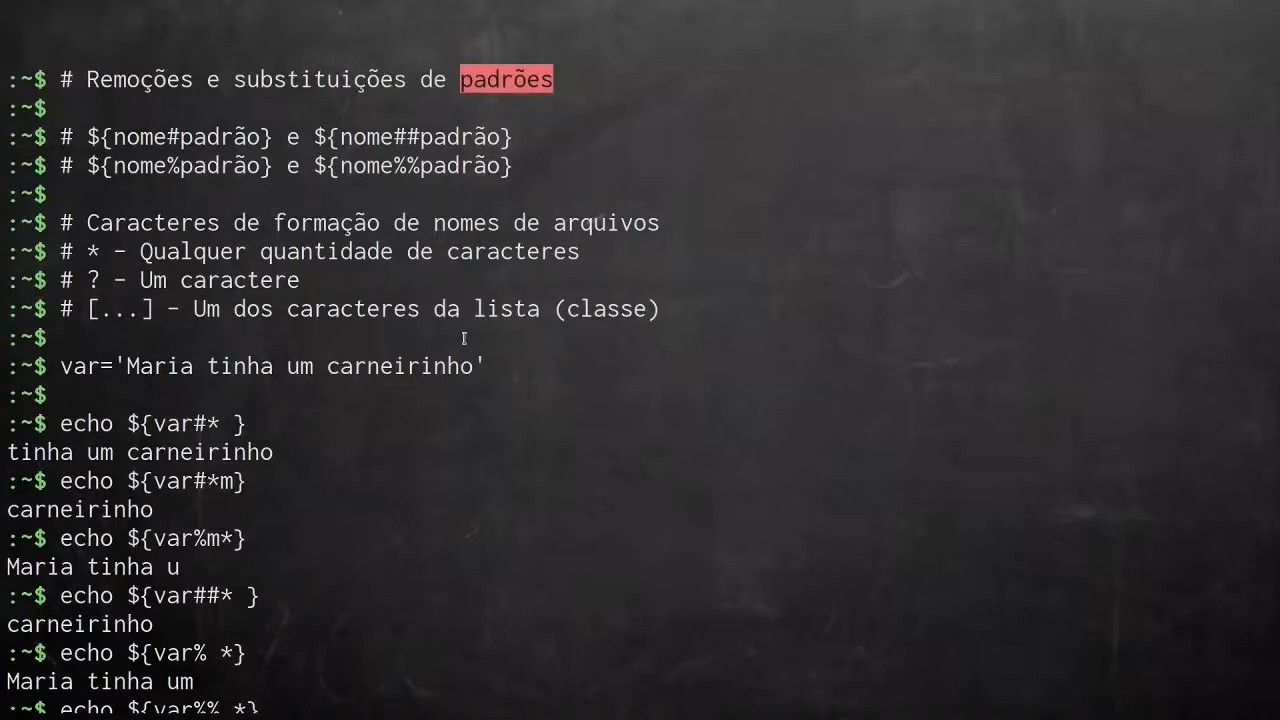 :~$ # Remoções e substituições de padrões
:~$
:~$ # ${nome#padrão} e ${nome##padrão}
:~$ # ${nome%padrão} e ${nome%%padrão}
:~$
:~$ # Caracteres de formação de nomes de arquivos
:~$ # * - Qualquer quantidade de caracteres
:~$ # ? - Um caractere
:~$ # [...] - Um dos caracteres da lista (classe)
:~$
:~$ var='Maria tinha um carneirinho'
:~$
:~$ echo ${var#* }
tinha um carneirinho
:~$ echo ${var#*m}
carneirinho
:~$ echo ${var%m*}
Maria tinha u
:~$ echo ${var##* }
carneirinho
:~$ echo ${var% *}
Maria tinha um
:~$ echo ${var%% *}